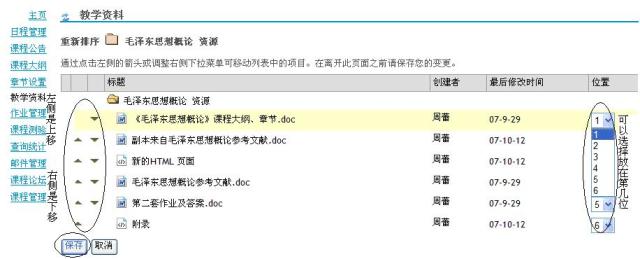 主页
日程管理
课程公告
课程大纲
章节设置
教学资料
作业管理
课程测验
查询统计
邮件管理
课程论坛
课程管理
左侧是上移
右侧是下移
教学资料
重新排序 毛泽东思想概论 资源
通过点击左侧的箭头或调整右侧下拉菜单可移动列表中的项目。在离开此页面之前请保存您的变更。
标题 创建者 最后修改时间 位置
毛泽东思想概论 资源
《毛泽东思想概论》课程大纲、章节.doc 周蔷 07-9-29 1
副本来自毛泽东思想概论参考文献.doc 周蔷 07-10-12
新的HTML 页面 周蔷 07-10-12
毛泽东思想概论参考文献.doc 周蔷 07-9-29
第二套作业及答案.doc 周蔷 07-9-29 5
附录 周蔷 07-10-12 6
1
2
3
4
5
6
可以选择放在第几位
保存 取消